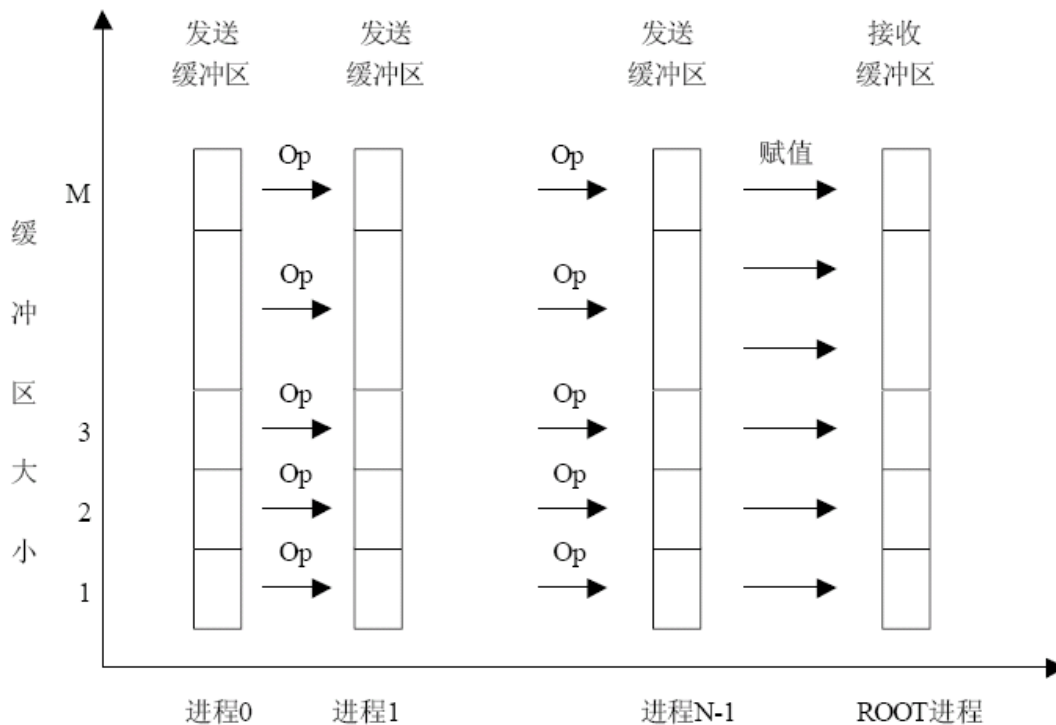 发送 发送 发送 接收
缓冲区 缓冲区 缓冲区 缓冲区
Op Op 赋值
M
缓
Op Op
冲
区
Op Op
3
大
Op Op
2
小
Op Op
1
进程0 进程1 进程N-1 ROOT进程